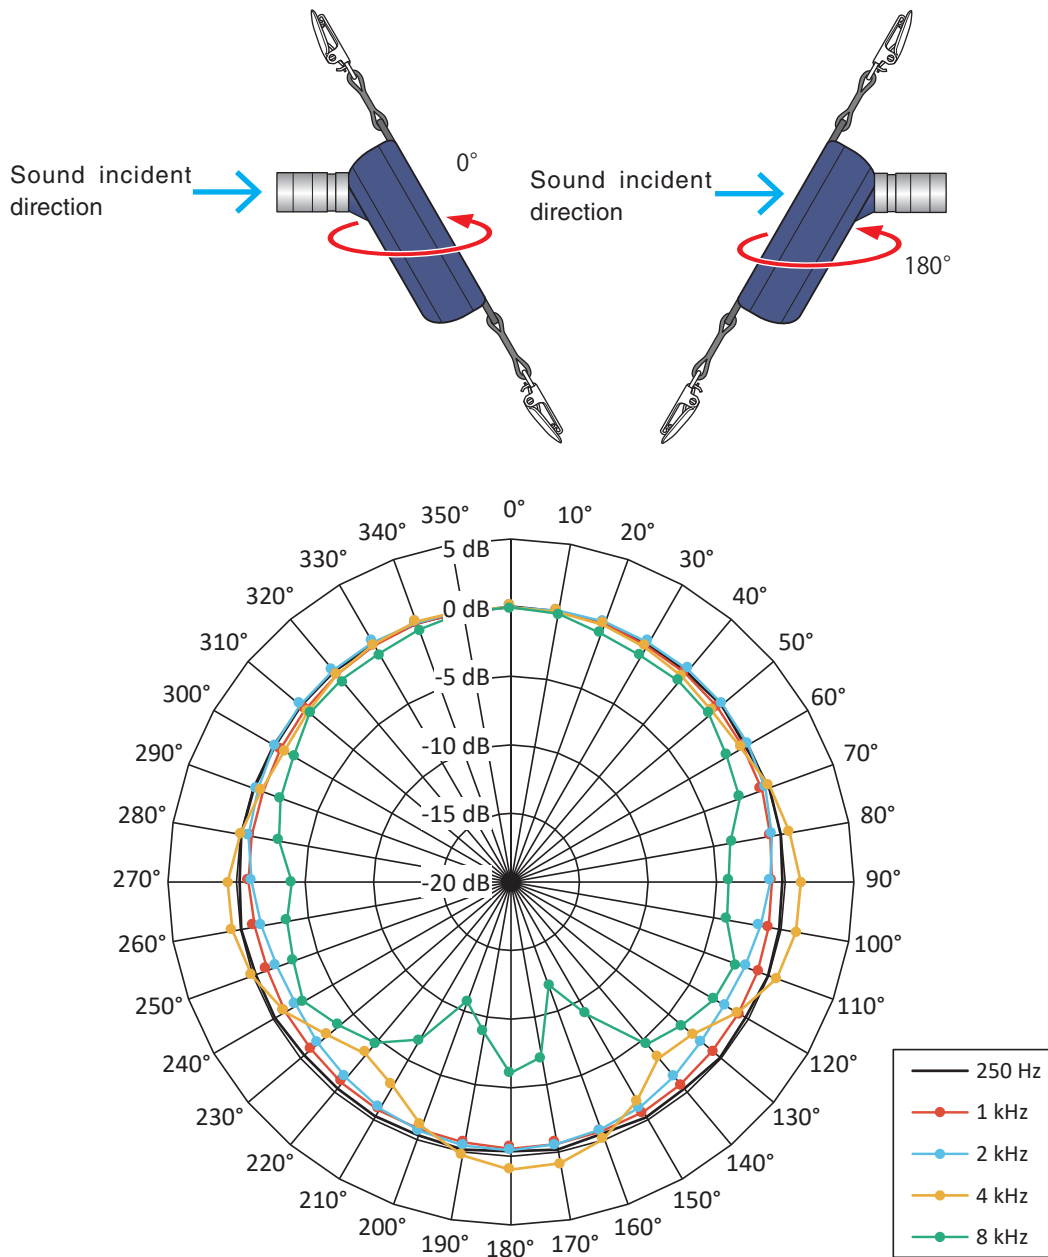 Sound incident
direction
0°
Sound incident
direction
180°
0°
10°
20°
30°
40°
50°
60°
70°
80°
90°
100°
110°
120°
130°
140°
150°
160°
170°
180°
190°
200°
210°
220°
230°
240°
250°
260°
270°
280°
290°
300°
310°
320°
330°
340°
350°
5 dB
0 dB
-5 dB
-10 dB
-15 dB
-20 dB
250 Hz
1 kHz
2 kHz
4 kHz
8 kHz